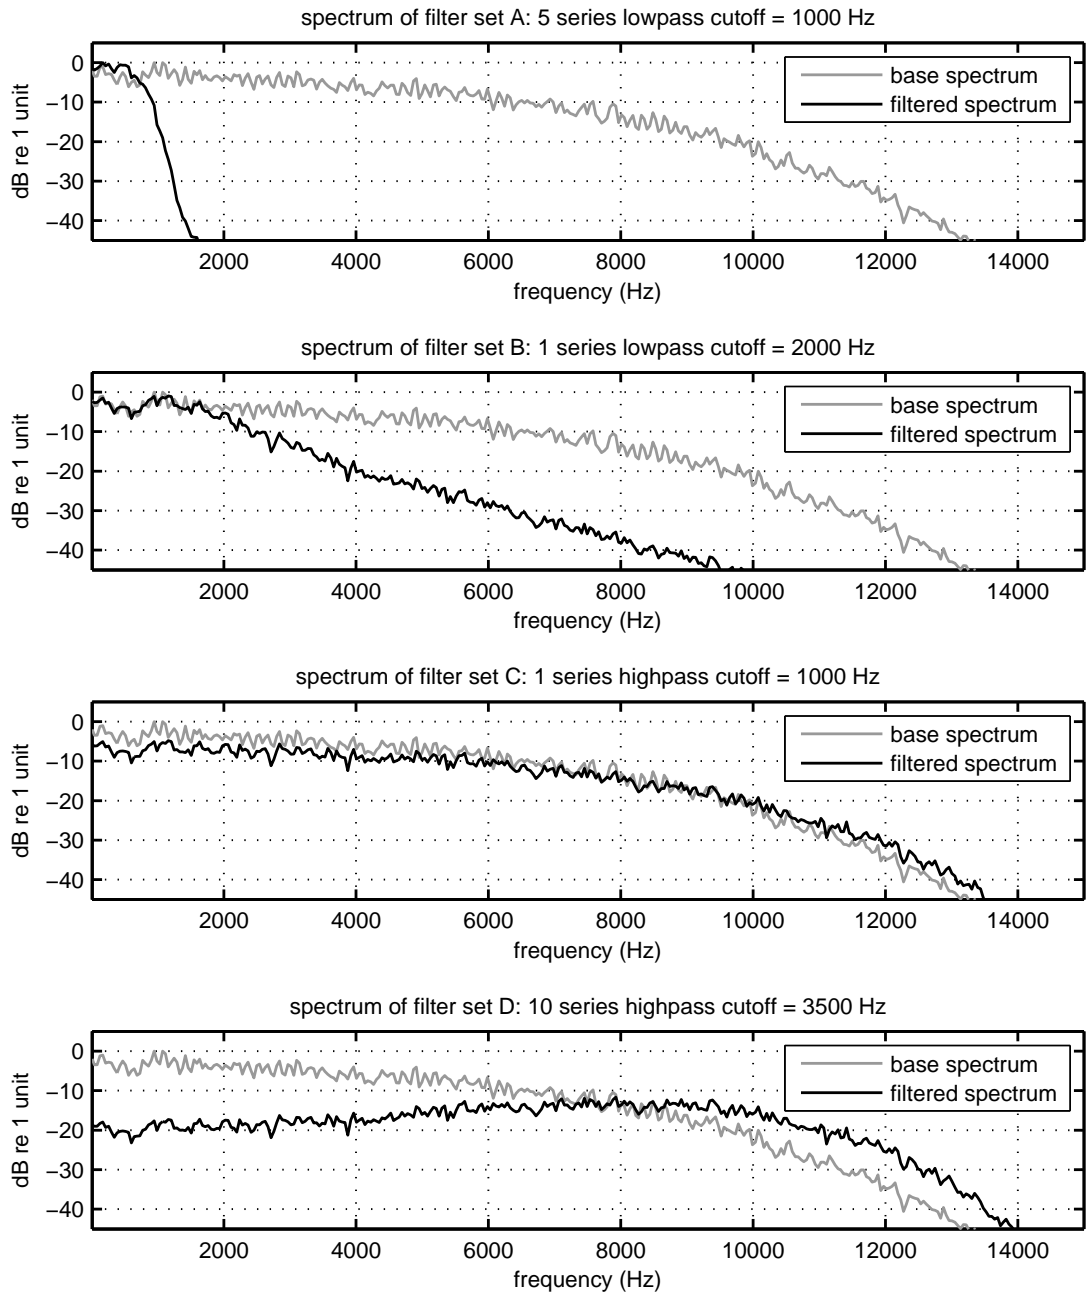 spectrum of filter set A: 5 series lowpass cutoff = 1000 Hz
0
−10
−20
−30
−40
dB re 1 unit
base spectrum
filtered spectrum
2000 4000 6000 8000 10000 12000 14000
frequency (Hz)
spectrum of filter set B: 1 series lowpass cutoff = 2000 Hz
0
−10
−20
−30
−40
dB re 1 unit
base spectrum
filtered spectrum
2000 4000 6000 8000 10000 12000 14000
frequency (Hz)
spectrum of filter set C: 1 series highpass cutoff = 1000 Hz
0
−10
−20
−30
−40
dB re 1 unit
base spectrum
filtered spectrum
2000 4000 6000 8000 10000 12000 14000
frequency (Hz)
spectrum of filter set D: 10 series highpass cutoff = 3500 Hz
0
−10
−20
−30
−40
dB re 1 unit
base spectrum
filtered spectrum
2000 4000 6000 8000 10000 12000 14000
frequency (Hz)